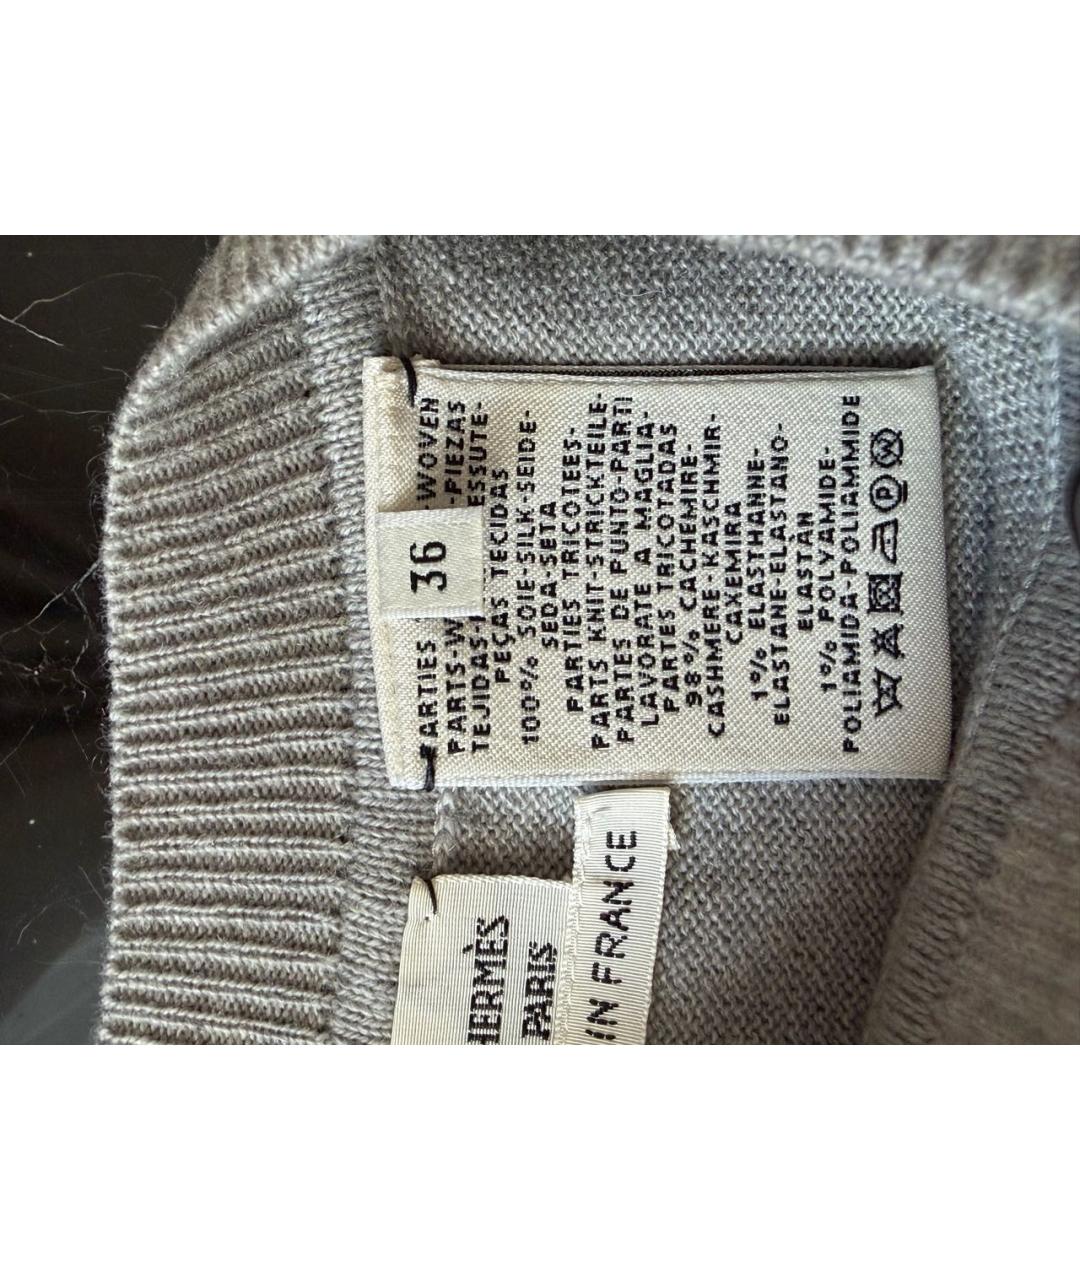 36
PARTIES
-WOVEN
PARTS-W
-PIEZAS
TEJIDAS-
ESSUTE-
PEÇAS TECIDAS
100% SOIE-SILK-SEIDE-
SEDA-SETA
PARTIES TRICOTEES-
PARTS KNIT-STRICKTEILE-
PARTES DE PUNTO-PARTI
LAVORATE A MAGLIA-
PARTES TRICOTADAS
98% CACHEMIRE-
CASHMERE-KASCHMIR-
CAXEMIRA
1% ELASTHANNE-
ELASTANE-ELASTANO-
ELASTÀN
1% POLYAMIDE-
POLIAMIDA-POLIAMMIDE
P W
HERMÈS
PARIS
IN FRANCE